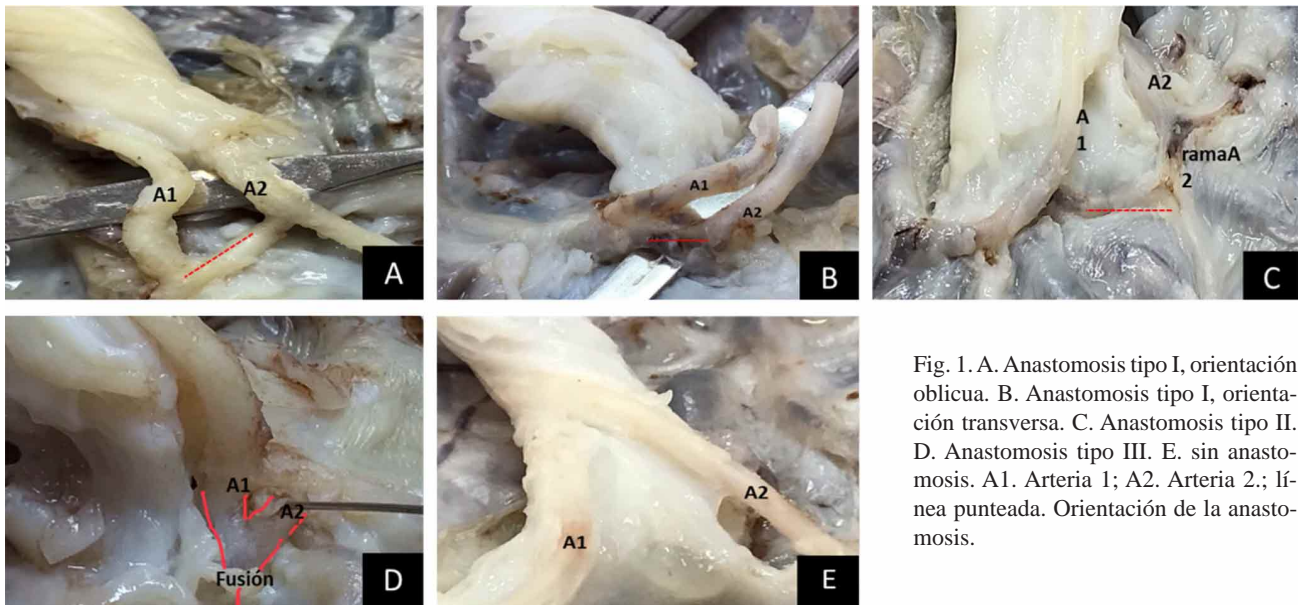 A1
A2
A
A1
A2
B
A
1
A2
ramaA
2
C
A1
A2
Fusión
D
A1
A2
E
Fig. 1. A. Anastomosis tipo I, orientación
oblicua. B. Anastomosis tipo I, orienta-
ción transversa. C. Anastomosis tipo II.
D. Anastomosis tipo III. E. sin anasto-
mosis. A1. Arteria 1; A2. Arteria 2.; lí-
nea punteada. Orientación de la anasto-
mosis.